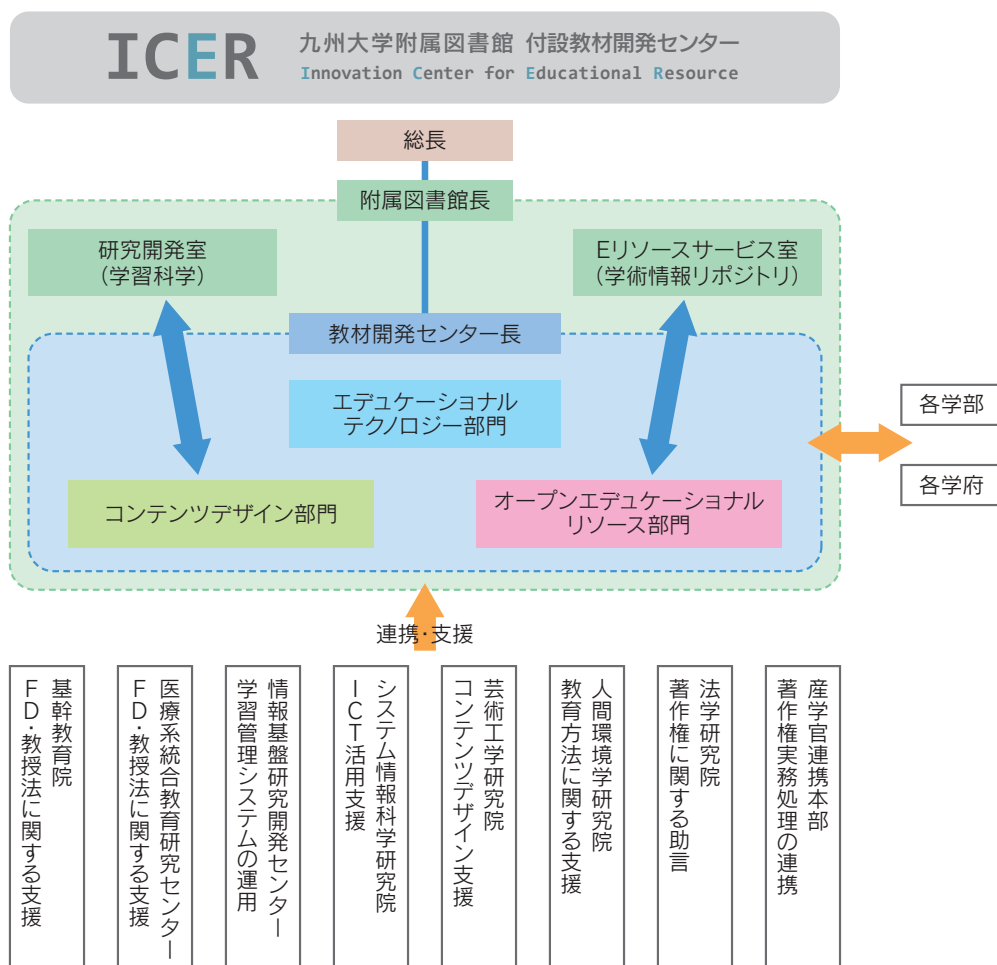 ICER
九州大学附属図書館 付設教材開発センター
Innovation Center for Educational Resource
総長
附属図書館長
研究開発室
(学習科学)
Eリソースサービス室
(学術情報リポジトリ)
教材開発センター長
エデュケーショナル
テクノロジー部門
コンテンツデザイン部門
オープンエデュケーショナル
リソース部門
各学部
各学府
連携・支援
基幹教育院
FD・教授法に関する支援
医療系統合教育研究センター
FD・教授法に関する支援
情報基盤研究開発センター
学習管理システムの運用
システム情報科学研究院
ICT活用支援
芸術工学研究院
コンテンツデザイン支援
人間環境学研究院
教育方法に関する支援
法学研究院
著作権に関する助言
産学官連携本部
著作権実務処理の連携